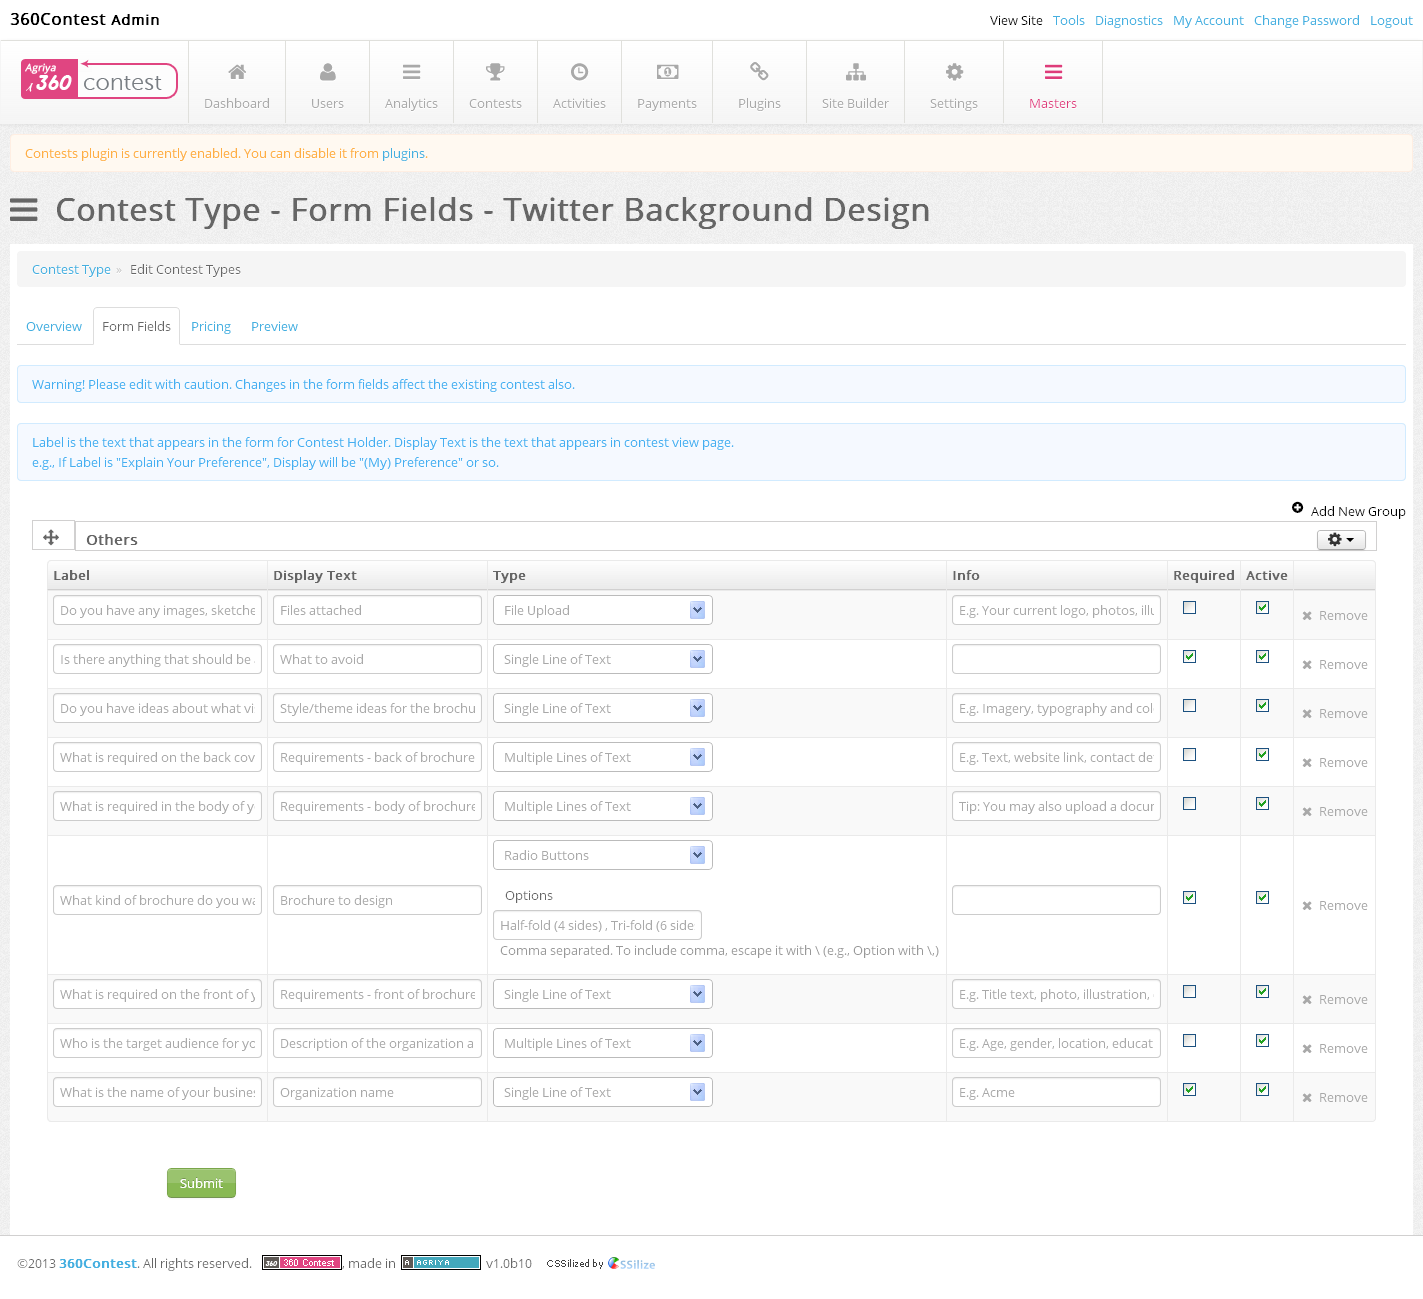 360Contest Admin
View Site Tools Diagnostics My Account Change Password Logout
Agriya 360 contest
Dashboard Users Analytics Contests Activities Payments Plugins Site Builder Settings Masters
Contests plugin is currently enabled. You can disable it from plugins.
Contest Type - Form Fields - Twitter Background Design
Contest Type » Edit Contest Types
Overview Form Fields Pricing Preview
Warning! Please edit with caution. Changes in the form fields affect the existing contest also.
Label is the text that appears in the form for Contest Holder. Display Text is the text that appears in contest view page.
e.g., If Label is "Explain Your Preference", Display will be "(My) Preference" or so.
Add New Group
Others
Label Display Text Type Info Required Active
Do you have any images, sketche Files attached File Upload E.g. Your current logo, photos, illu Remove
Is there anything that should be What to avoid Single Line of Text Remove
Do you have ideas about what vi Style/theme ideas for the brochu Single Line of Text E.g. Imagery, typography and col Remove
What is required on the back cov Requirements - back of brochure Multiple Lines of Text E.g. Text, website link, contact de Remove
What is required in the body of y Requirements - body of brochure Multiple Lines of Text Tip: You may also upload a docur Remove
Radio Buttons
Options
What kind of brochure do you wa Brochure to design Remove
Half-fold (4 sides) , Tri-fold (6 side
Comma separated. To include comma, escape it with \ (e.g., Option with \,)
What is required on the front of y Requirements - front of brochure Single Line of Text E.g. Title text, photo, illustration, Remove
Who is the target audience for yo Description of the organization a Multiple Lines of Text E.g. Age, gender, location, educat Remove
What is the name of your busines Organization name Single Line of Text E.g. Acme Remove
Submit
©2013 360Contest. All rights reserved. 360 360 Contest, made in A AGRIYA v1.0b10 CSSilized by CSSilize